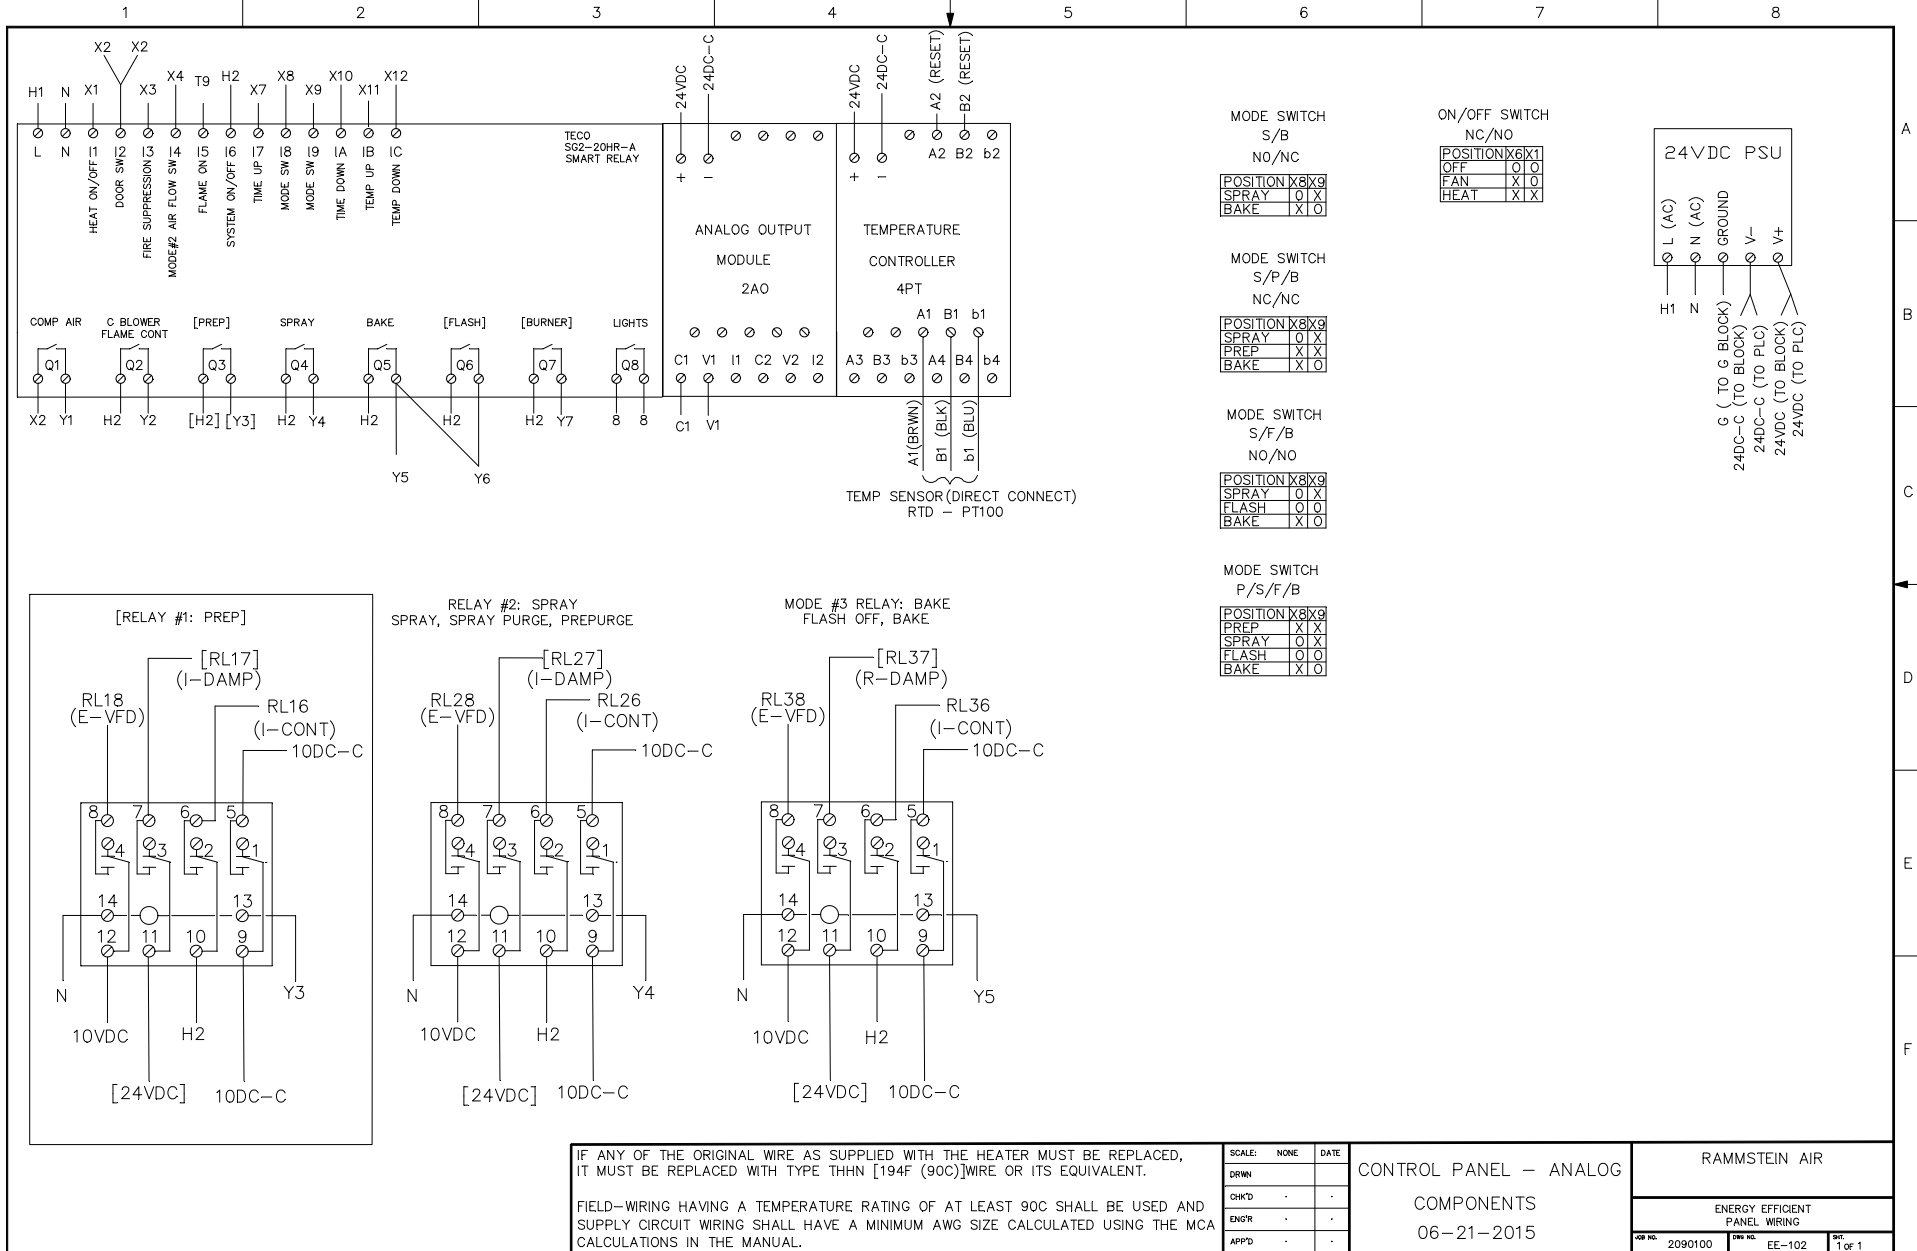 1 2 3 4 5 6 7 8
A
B
C
D
E
F
X2 X2
H1 N X1 X3 X4 T9 H2 X7 X8 X9 X10 X11 X12
L N I1 I2 I3 I4 I5 I6 I7 I8 I9 IA IB IC
HEAT ON/OFF
DOOR SW
FIRE SUPPRESSION
MODE#2 AIR FLOW SW
FLAME ON
SYSTEM ON/OFF
TIME UP
MODE SW
MODE SW
TIME DOWN
TEMP UP
TEMP DOWN
TECO
SG2-20HR-A
SMART RELAY
COMP AIR
C BLOWER
FLAME CONT
[PREP]
SPRAY
BAKE
[FLASH]
[BURNER]
LIGHTS
Q1 Q2 Q3 Q4 Q5 Q6 Q7 Q8
X2 Y1 H2 Y2 [H2] [Y3] H2 Y4 H2 H2 H2 Y7 8 8
Y5 Y6
24VDC
24DC-C
+ -
ANALOG OUTPUT
MODULE
2AO
C1 V1 I1 C2 V2 I2
C1 V1
24VDC
24DC-C
A2 (RESET)
B2 (RESET)
+ -
A2 B2 b2
TEMPERATURE
CONTROLLER
4PT
A1 B1 b1
A3 B3 b3 A4 B4 b4
A1(BRWN)
B1 (BLK)
b1 (BLU)
TEMP SENSOR(DIRECT CONNECT)
RTD - PT100
MODE SWITCH
S/B
NO/NC
POSITION X8 X9
SPRAY O X
BAKE X O
MODE SWITCH
S/P/B
NC/NC
POSITION X8 X9
SPRAY O X
PREP X X
BAKE X O
MODE SWITCH
S/F/B
NO/NO
POSITION X8 X9
SPRAY O X
FLASH O O
BAKE X O
MODE SWITCH
P/S/F/B
POSITION X8 X9
PREP X X
SPRAY O X
FLASH O O
BAKE X O
ON/OFF SWITCH
NC/NO
POSITION X6 X1
OFF O O
FAN X O
HEAT X X
24VDC PSU
L (AC)
N (AC)
GROUND
V-
V+
H1 N
G ( TO G BLOCK)
24DC-C (TO BLOCK)
24DC-C (TO PLC)
24VDC (TO BLOCK)
24VDC (TO PLC)
[RELAY #1: PREP]
[RL17]
(I-DAMP)
RL18
(E-VFD)
RL16
(I-CONT)
10DC-C
8 7 6 5
4 3 2 1
14 13
12 11 10 9
N Y3
10VDC H2
[24VDC] 10DC-C
RELAY #2: SPRAY
SPRAY, SPRAY PURGE, PREPURGE
[RL27]
(I-DAMP)
RL28
(E-VFD)
RL26
(I-CONT)
10DC-C
8 7 6 5
4 3 2 1
14 13
12 11 10 9
N Y4
10VDC H2
[24VDC] 10DC-C
MODE #3 RELAY: BAKE
FLASH OFF, BAKE
[RL37]
(R-DAMP)
RL38
(E-VFD)
RL36
(I-CONT)
10DC-C
8 7 6 5
4 3 2 1
14 13
12 11 10 9
N Y5
10VDC H2
[24VDC] 10DC-C
IF ANY OF THE ORIGINAL WIRE AS SUPPLIED WITH THE HEATER MUST BE REPLACED,
IT MUST BE REPLACED WITH TYPE THHN [194F (90C)]WIRE OR ITS EQUIVALENT.
FIELD-WIRING HAVING A TEMPERATURE RATING OF AT LEAST 90C SHALL BE USED AND
SUPPLY CIRCUIT WIRING SHALL HAVE A MINIMUM AWG SIZE CALCULATED USING THE MCA
CALCULATIONS IN THE MANUAL.
SCALE: NONE DATE
DRWN
CHK'D . .
ENG'R . .
APP'D . .
CONTROL PANEL - ANALOG
COMPONENTS
06-21-2015
RAMMSTEIN AIR
ENERGY EFFICIENT
PANEL WIRING
JOB NO. 2090100 DWG NO. EE-102 SHT. 1 OF 1